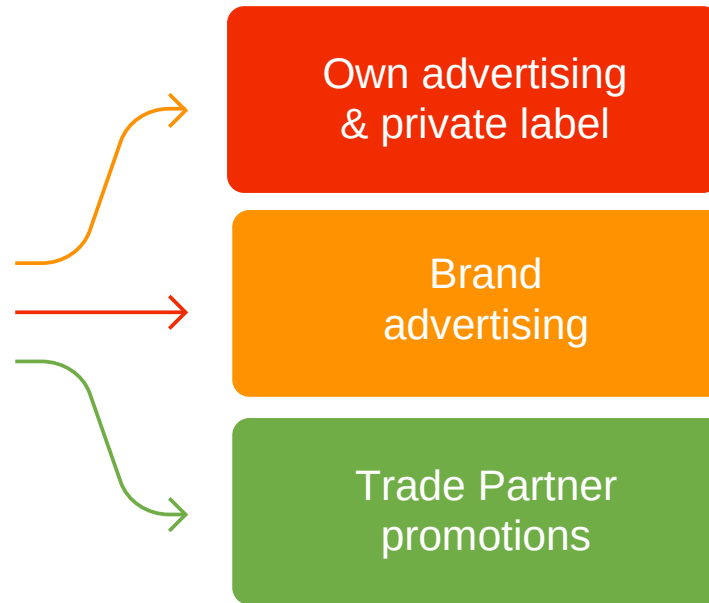 Own advertising
& private label
Brand
advertising
Trade Partner
promotions